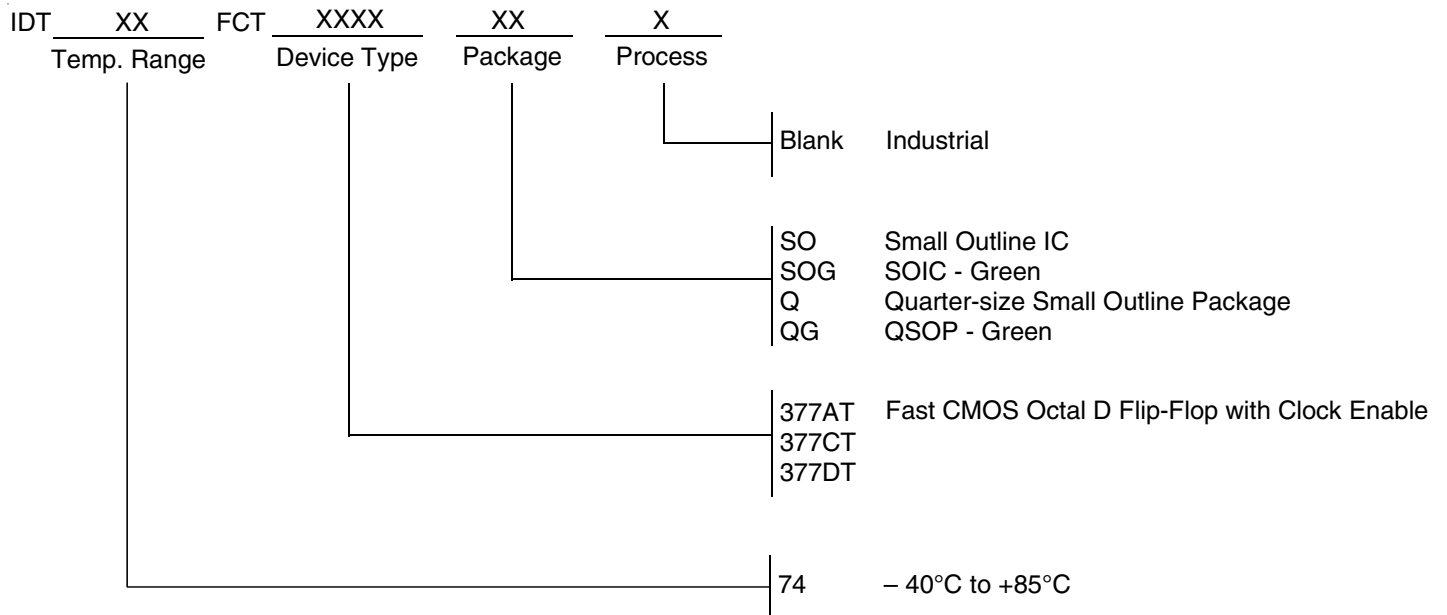 IDT XX FCT XXXX XX X
Temp. Range Device Type Package Process
Blank Industrial
SO Small Outline IC
SOG SOIC - Green
Q Quarter-size Small Outline Package
QG QSOP - Green
377AT Fast CMOS Octal D Flip-Flop with Clock Enable
377CT
377DT
74 – 40°C to +85°C